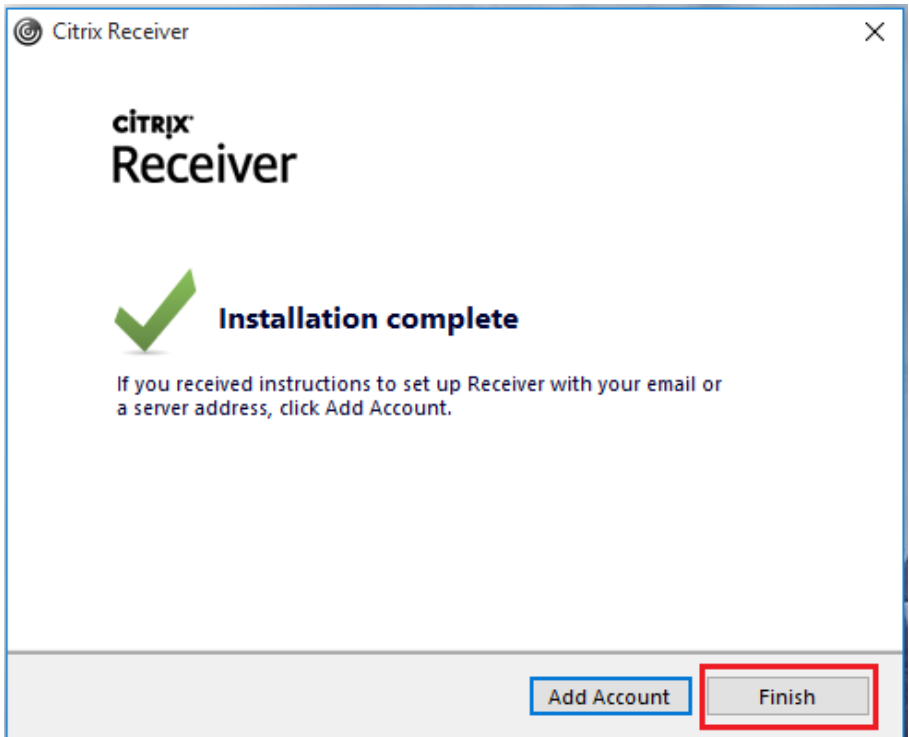 Citrix Receiver
CiTRIX
Receiver
Installation complete
If you received instructions to set up Receiver with your email or
a server address, click Add Account.
Add Account
Finish